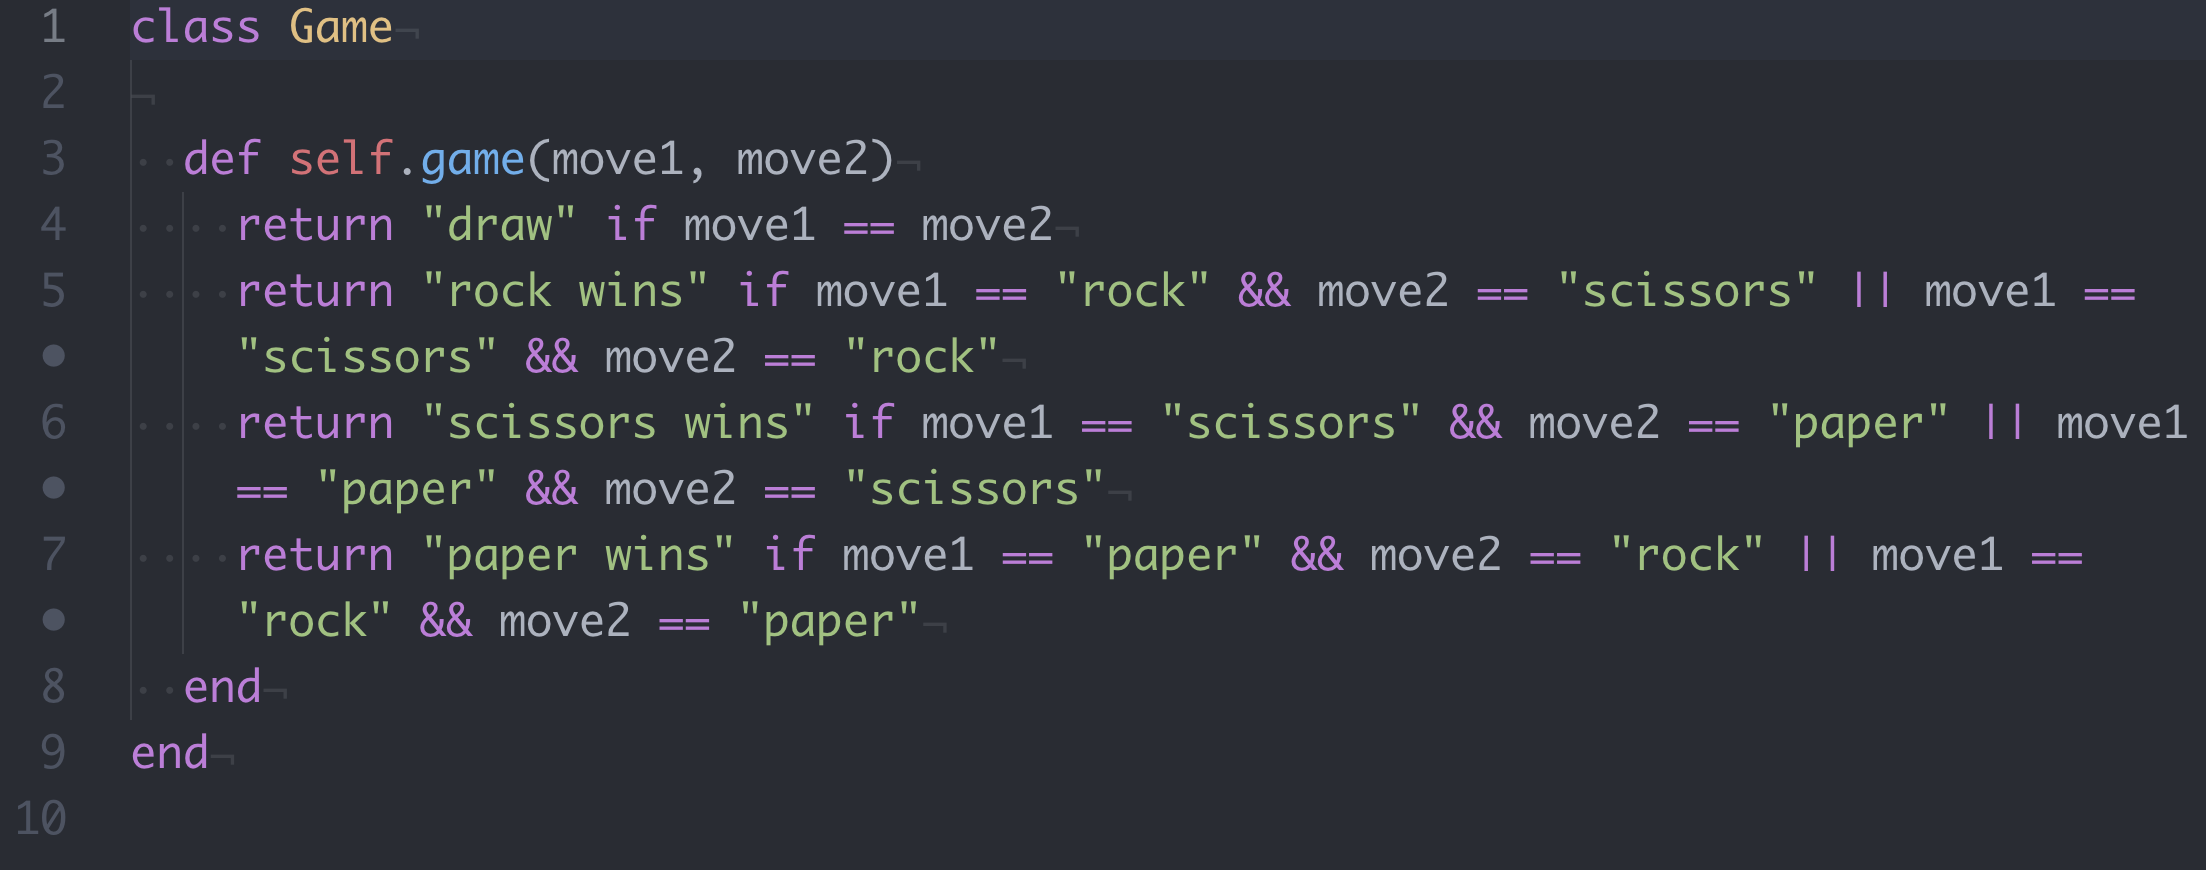 1 class Game¬
2 ¬
3 ··def self.game(move1, move2)¬
4 ····return "draw" if move1 == move2¬
5 ····return "rock wins" if move1 == "rock" && move2 == "scissors" || move1 ==
• "scissors" && move2 == "rock"¬
6 ····return "scissors wins" if move1 == "scissors" && move2 == "paper" || move1
• == "paper" && move2 == "scissors"¬
7 ····return "paper wins" if move1 == "paper" && move2 == "rock" || move1 ==
• "rock" && move2 == "paper"¬
8 ··end¬
9 end¬
10